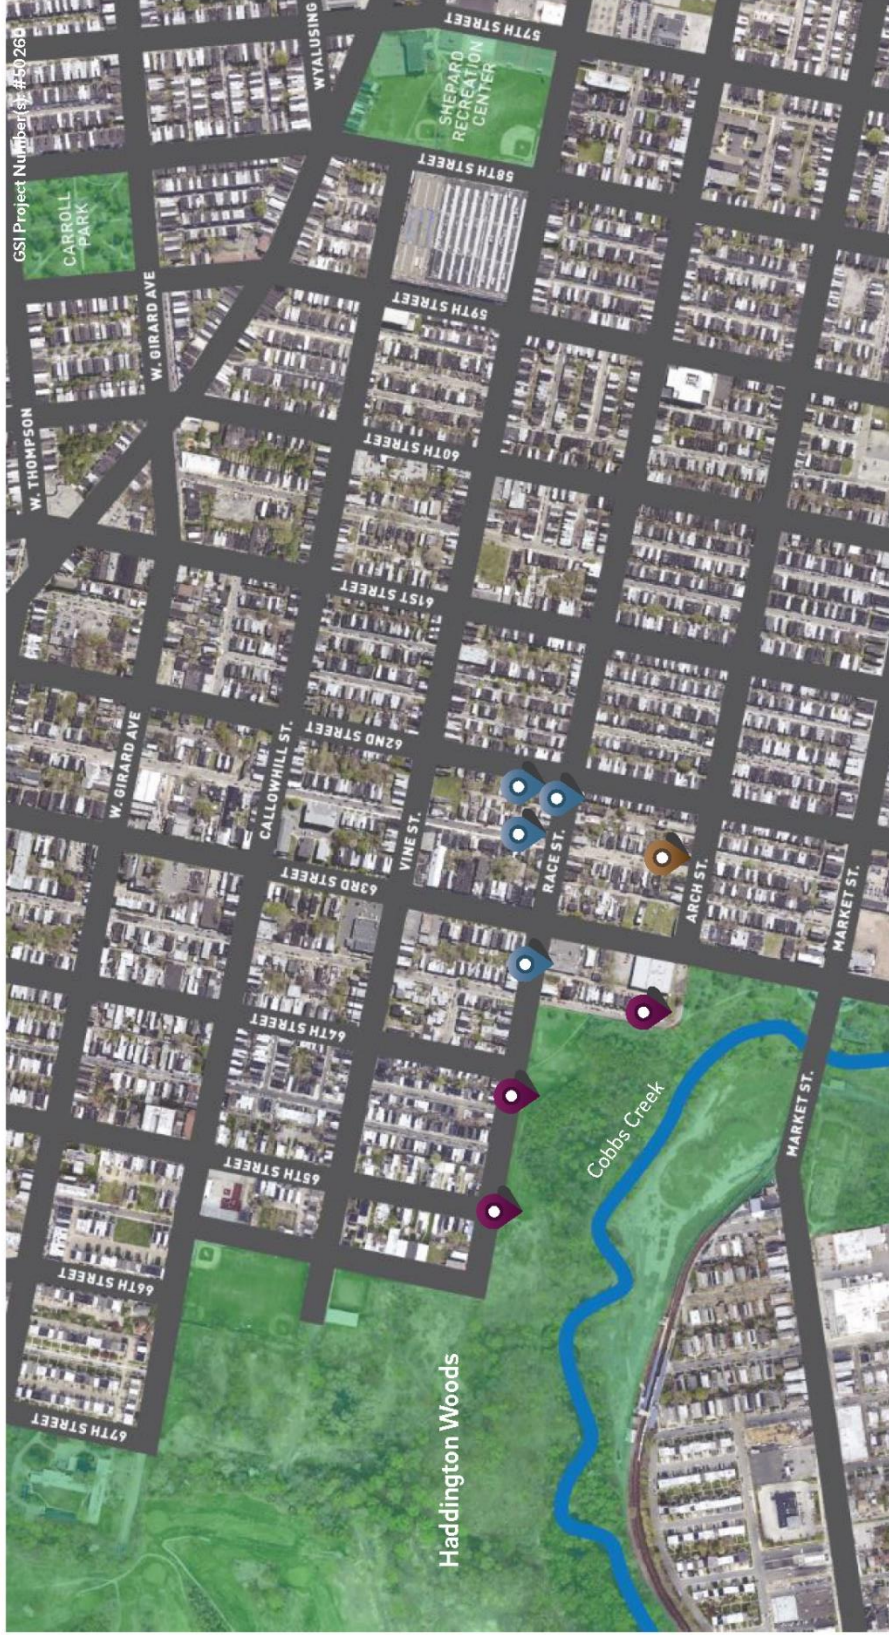 GSI Project Number(s):
67TH STREET
66TH STREET
W. THOMPSON
CARROLL
PARK
W. GIRARD AVE
W. GIRARD AVE
65TH STREET
64TH STREET
CALLOWHILL ST.
63RD STREET
62ND STREET
WYALUSING
61ST STREET
60TH STREET
VINE ST.
59TH STREET
58TH STREET
57TH STREET
SHEPARD
RECREATION
CENTER
Haddington Woods
RACE ST.
Cobbs Creek
ARCH ST.
MARKET ST.
MARKET ST.